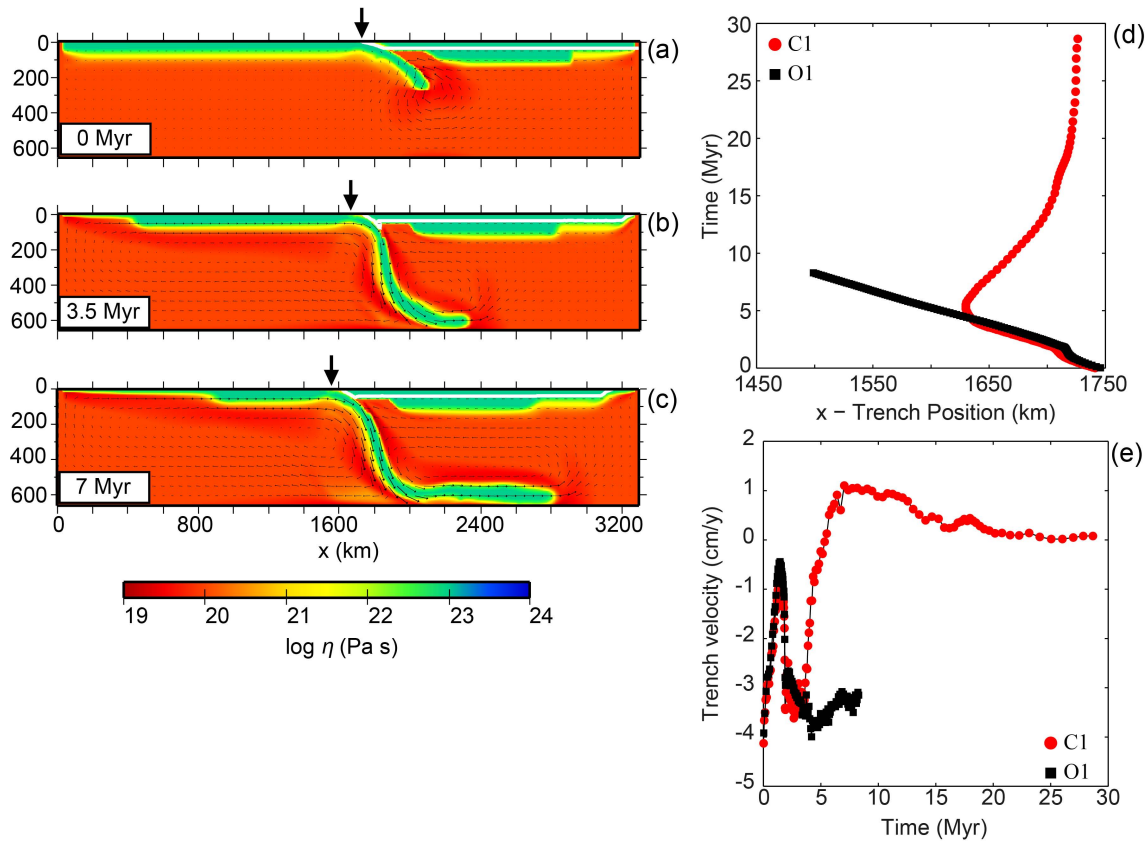 (a)
0
200
400
600
0 Myr
(b)
0
200
400
600
3.5 Myr
(c)
0
200
400
600
7 Myr
0 800 1600 2400 3200
x (km)
19 20 21 22 23 24
log η (Pa s)
(d)
30
25
20
15
10
5
0
Time (Myr)
C1
O1
1450 1550 1650 1750
x − Trench Position (km)
(e)
2
1
0
-1
-2
-3
-4
-5
Trench velocity (cm/y)
C1
O1
0 5 10 15 20 25 30
Time (Myr)